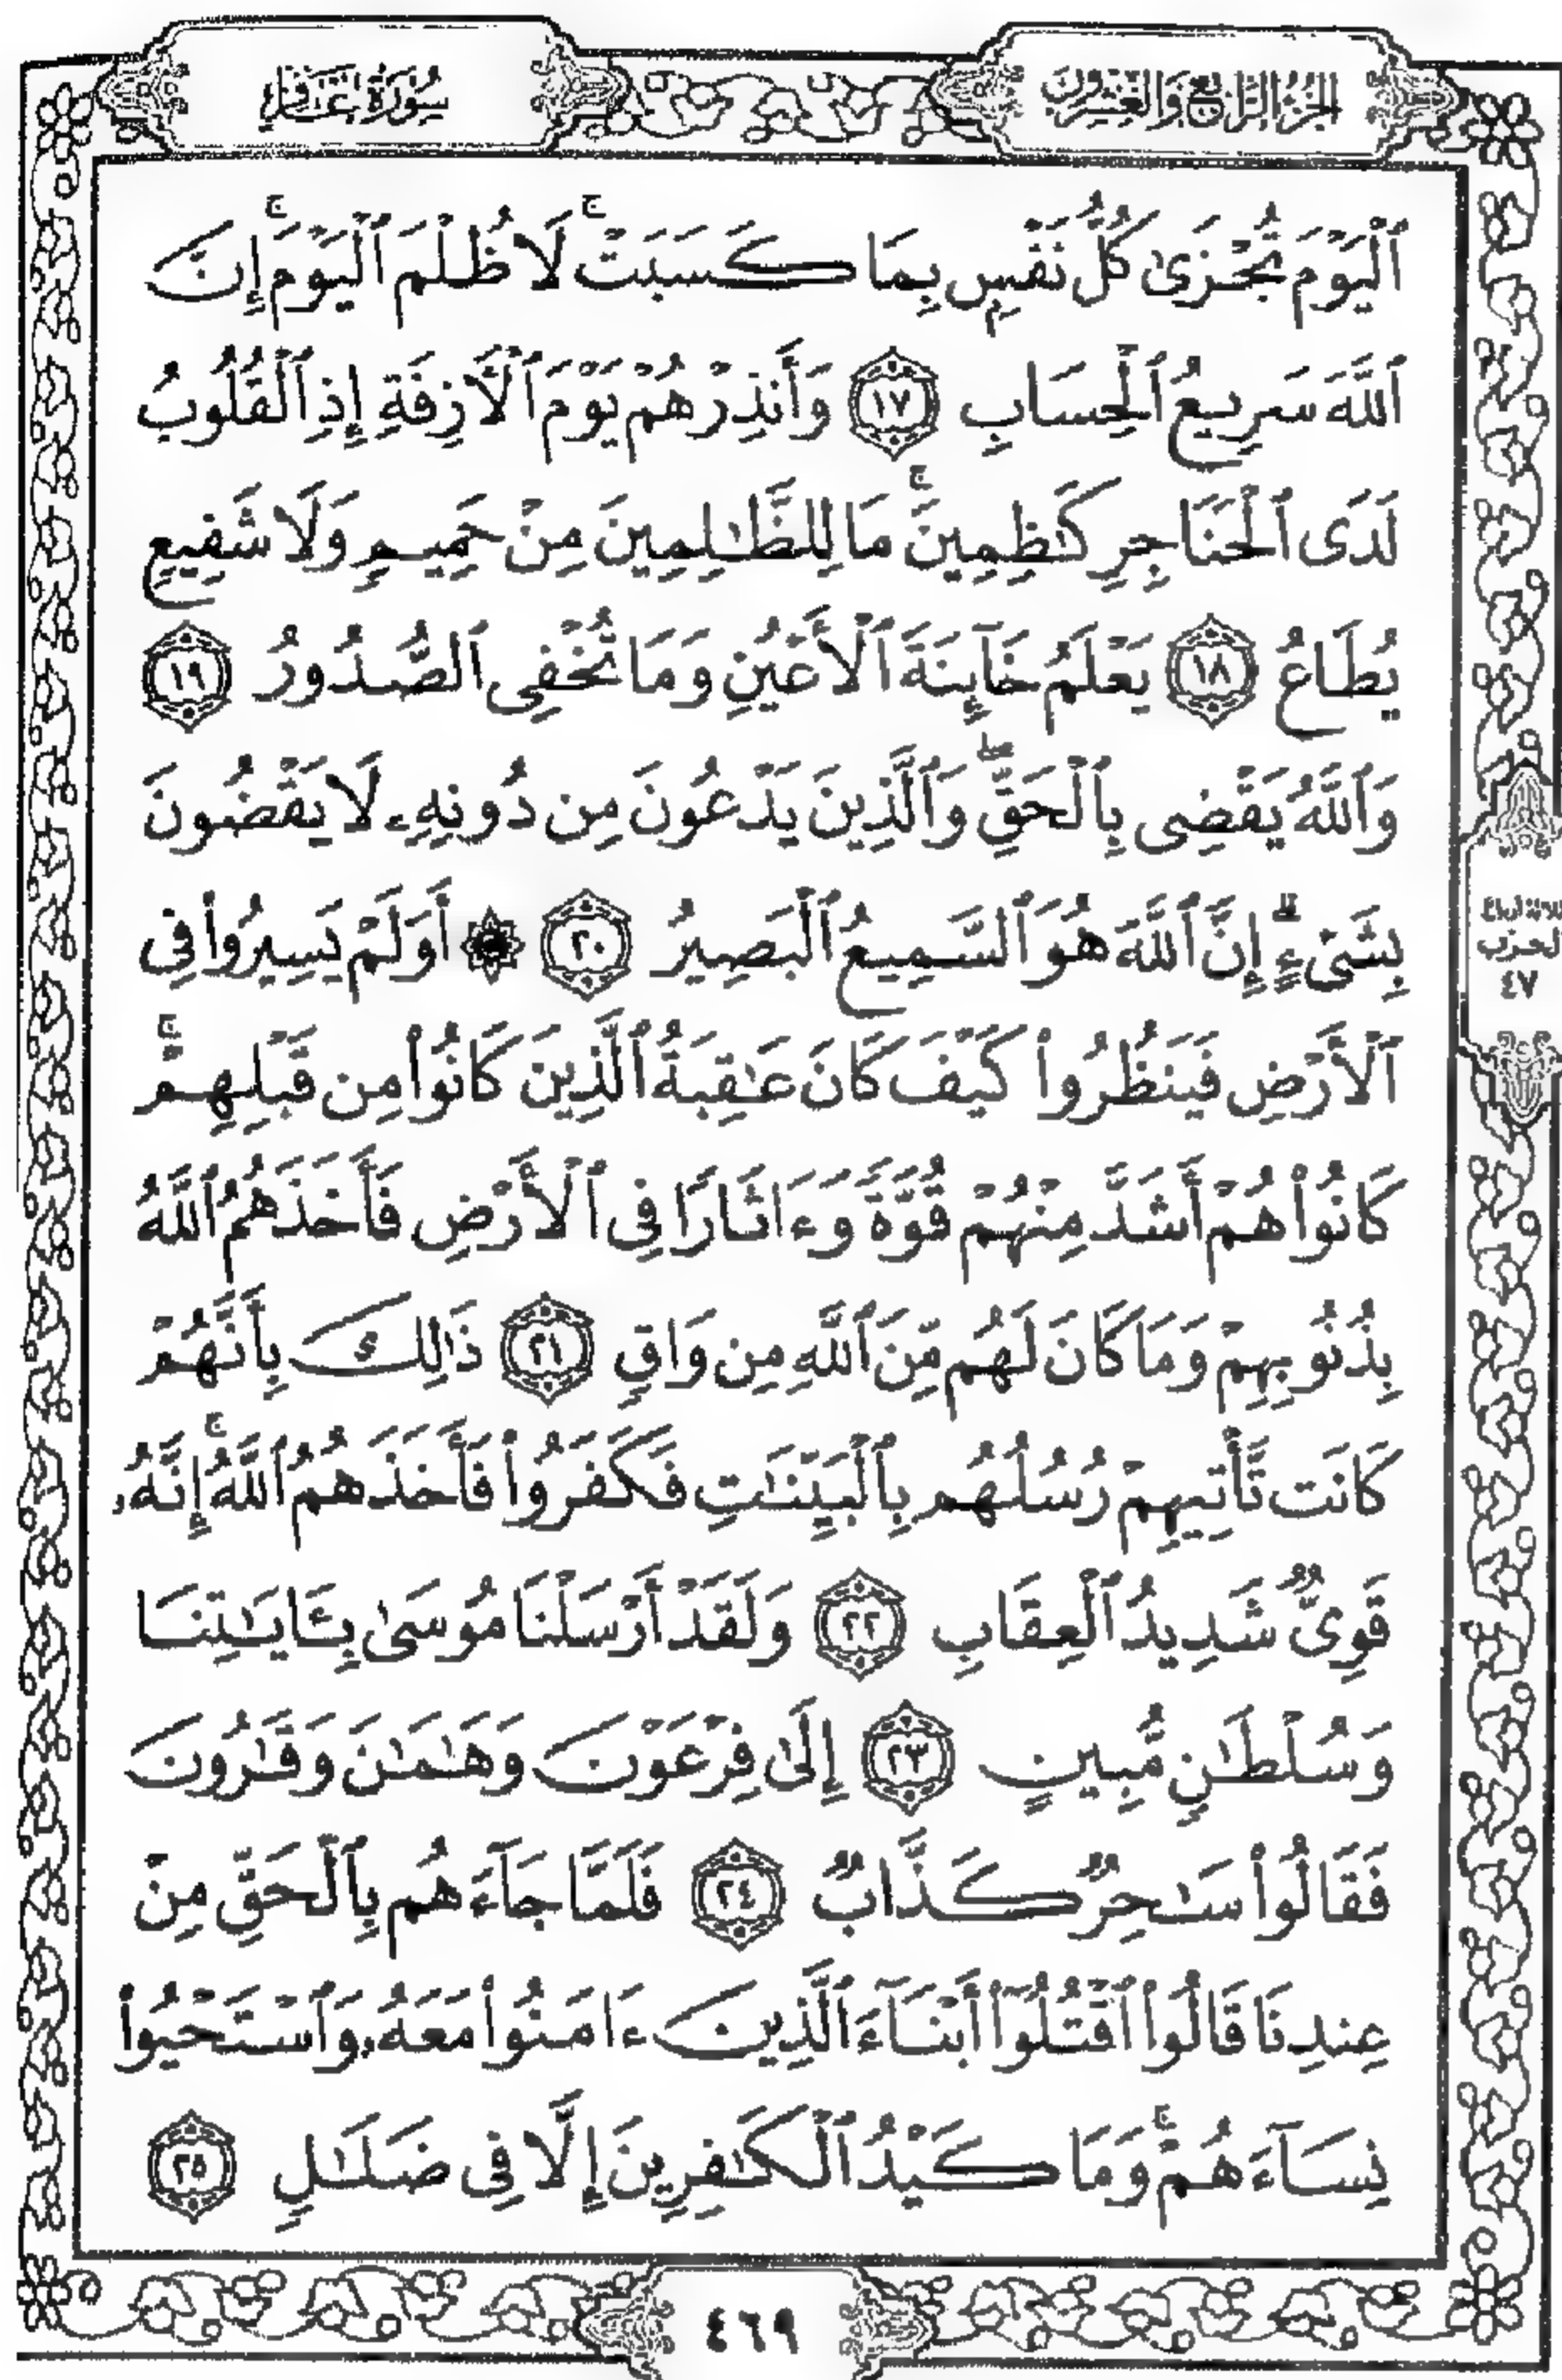 الجزء الرابع والعشرون
سورة غافر
ٱلْيَوْمَ تُجْزَىٰ كُلُّ نَفْسٍۭ بِمَا كَسَبَتْ ۚ لَا ظُلْمَ ٱلْيَوْمَ ۚ إِنَّ
ٱللَّهَ سَرِيعُ ٱلْحِسَابِ ١٧ وَأَنذِرْهُمْ يَوْمَ ٱلْأَزِفَةِ إِذِ ٱلْقُلُوبُ
لَدَى ٱلْحَنَاجِرِ كَٰظِمِينَ ۚ مَا لِلظَّٰلِمِينَ مِنْ حَمِيمٍ وَلَا شَفِيعٍ
يُطَاعُ ١٨ يَعْلَمُ خَآئِنَةَ ٱلْأَعْيُنِ وَمَا تُخْفِى ٱلصُّدُورُ ١٩
وَٱللَّهُ يَقْضِى بِٱلْحَقِّ ۖ وَٱلَّذِينَ يَدْعُونَ مِن دُونِهِۦ لَا يَقْضُونَ
بِشَىْءٍ ۗ إِنَّ ٱللَّهَ هُوَ ٱلسَّمِيعُ ٱلْبَصِيرُ ٢٠ ۞ أَوَلَمْ يَسِيرُوا۟ فِى
ٱلْأَرْضِ فَيَنظُرُوا۟ كَيْفَ كَانَ عَٰقِبَةُ ٱلَّذِينَ كَانُوا۟ مِن قَبْلِهِمْ ۚ
كَانُوا۟ هُمْ أَشَدَّ مِنْهُمْ قُوَّةً وَءَاثَارًا فِى ٱلْأَرْضِ فَأَخَذَهُمُ ٱللَّهُ
بِذُنُوبِهِمْ وَمَا كَانَ لَهُم مِّنَ ٱللَّهِ مِن وَاقٍ ٢١ ذَٰلِكَ بِأَنَّهُمْ
كَانَت تَّأْتِيهِمْ رُسُلُهُم بِٱلْبَيِّنَٰتِ فَكَفَرُوا۟ فَأَخَذَهُمُ ٱللَّهُ ۚ إِنَّهُۥ
قَوِىٌّ شَدِيدُ ٱلْعِقَابِ ٢٢ وَلَقَدْ أَرْسَلْنَا مُوسَىٰ بِـَٔايَٰتِنَا
وَسُلْطَٰنٍ مُّبِينٍ ٢٣ إِلَىٰ فِرْعَوْنَ وَهَٰمَٰنَ وَقَٰرُونَ
فَقَالُوا۟ سَٰحِرٌ كَذَّابٌ ٢٤ فَلَمَّا جَآءَهُم بِٱلْحَقِّ مِنْ
عِندِنَا قَالُوا۟ ٱقْتُلُوٓا۟ أَبْنَآءَ ٱلَّذِينَ ءَامَنُوا۟ مَعَهُۥ وَٱسْتَحْيُوا۟
نِسَآءَهُمْ ۚ وَمَا كَيْدُ ٱلْكَٰفِرِينَ إِلَّا فِى ضَلَٰلٍ ٢٥
ثلاثة أرباع
الحزب
٤٧
٤٦٩